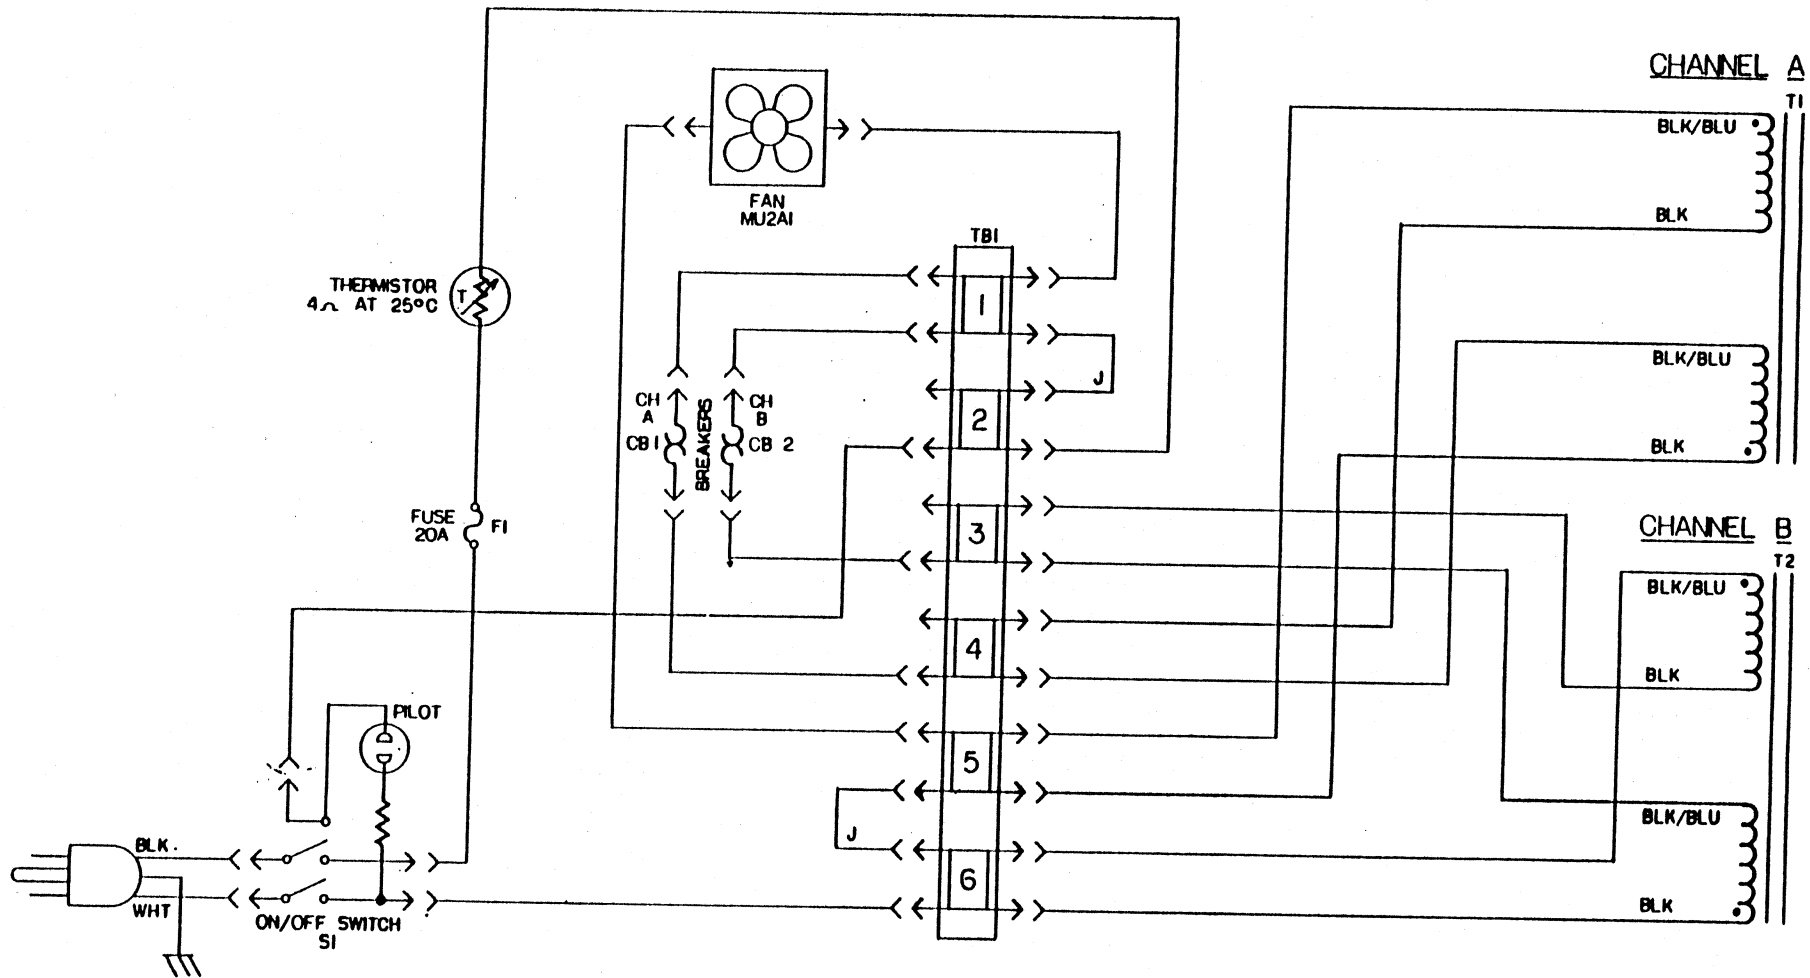 CHANNEL A
T1
BLK/BLU
BLK
BLK/BLU
BLK
FAN
MU2A1
TB1
THERMISTOR
4Ω AT 25°C
T
1
J
2
CH
A
CB1
BREAKERS
CH
B
CB 2
FUSE
20A
F1
3
CHANNEL B
T2
BLK/BLU
BLK
4
PILOT
5
BLK/BLU
BLK
J
6
BLK.
WHT
ON/OFF SWITCH
S1